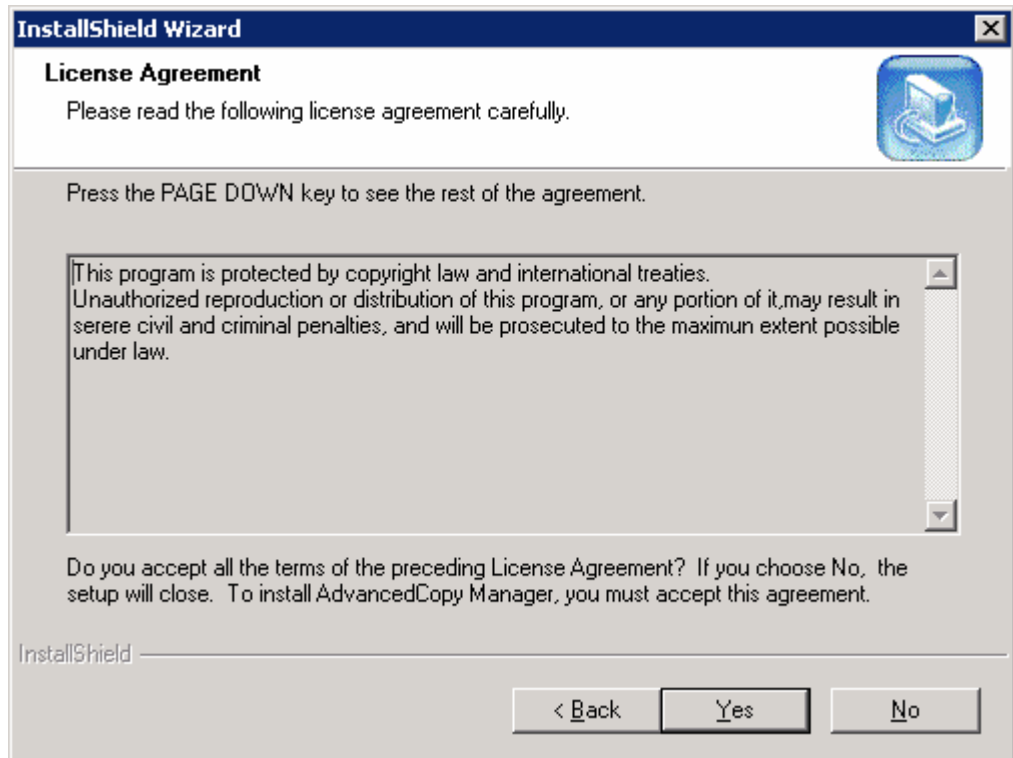 InstallShield Wizard
License Agreement
Please read the following license agreement carefully.
Press the PAGE DOWN key to see the rest of the agreement.
This program is protected by copyright law and international treaties.
Unauthorized reproduction or distribution of this program, or any portion of it,may result in
serere civil and criminal penalties, and will be prosecuted to the maximun extent possible
under law.
Do you accept all the terms of the preceding License Agreement?  If you choose No,  the
setup will close.  To install AdvancedCopy Manager, you must accept this agreement.
InstallShield
< Back Yes No